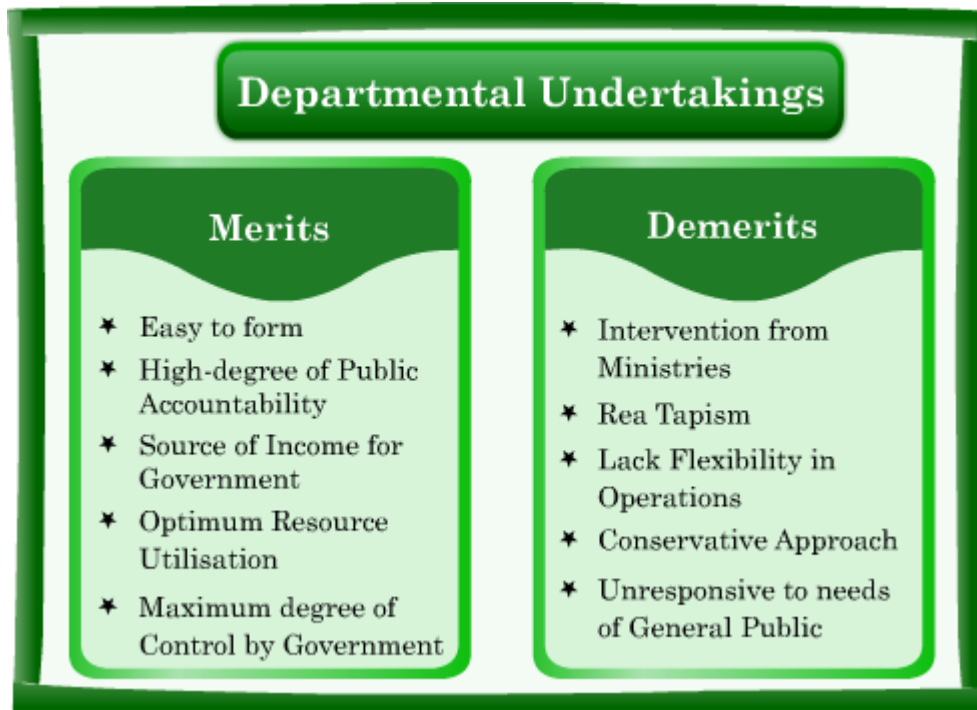 Departmental Undertakings
Merits
Easy to form
High-degree of Public
Accountability
Source of Income for
Government
Optimum Resource
Utilisation
Maximum degree of
Control by Government
Demerits
Intervention from
Ministries
Rea Tapism
Lack Flexibility in
Operations
Conservative Approach
Unresponsive to needs
of General Public